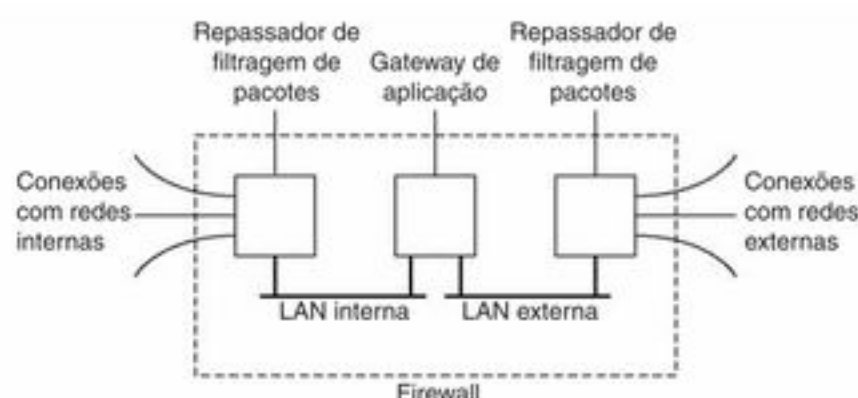 Repassador de
filtragem de
pacotes
Gateway de
aplicação
Repassador de
filtragem de
pacotes
Conexões
com redes
internas
Conexões
com redes
externas
LAN interna
LAN externa
Firewall